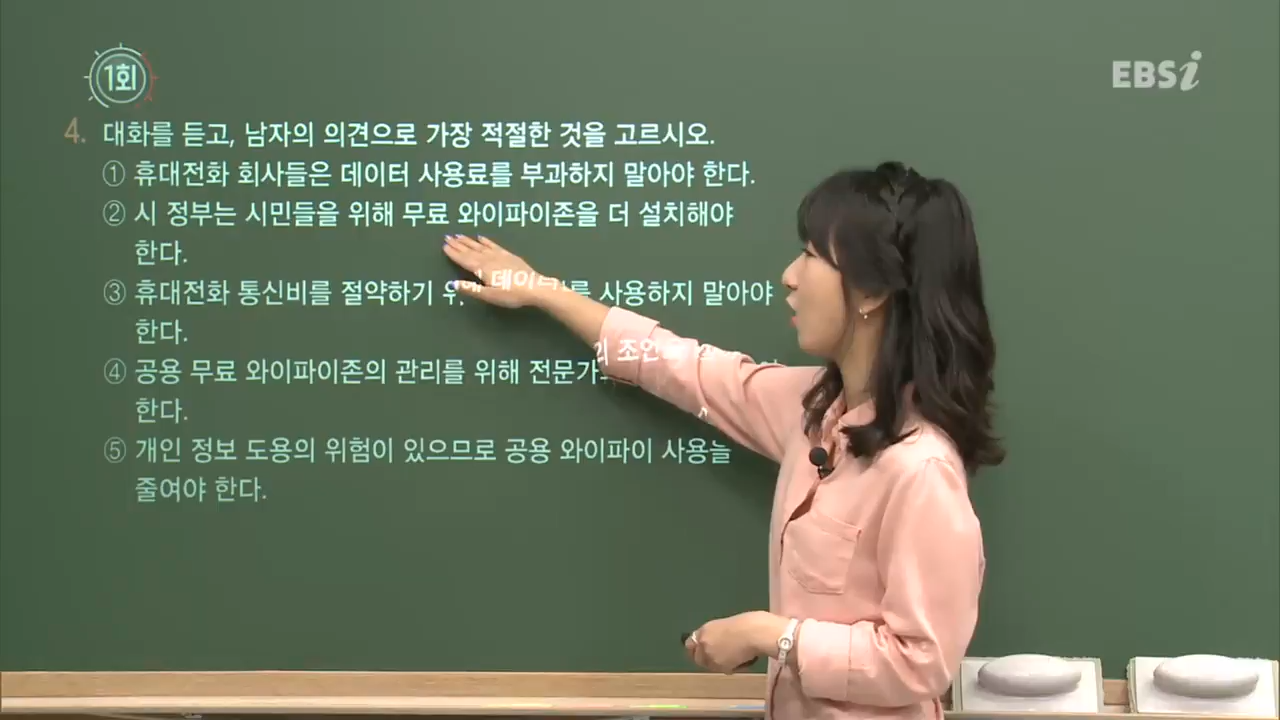 1회
EBSi
4. 대화를 듣고, 남자의 의견으로 가장 적절한 것을 고르시오.
① 휴대전화 회사들은 데이터 사용료를 부과하지 말아야 한다.
② 시 정부는 시민들을 위해 무료 와이파이존을 더 설치해야
한다.
③ 휴대전화 통신비를 절약하기 데이터 사용하지 말아야
한다.
④ 공용 무료 와이파이존의 관리를 위해 조언
한다.
⑤ 개인 정보 도용의 위험이 있으므로 공용 와이파이 사용을
줄여야 한다.